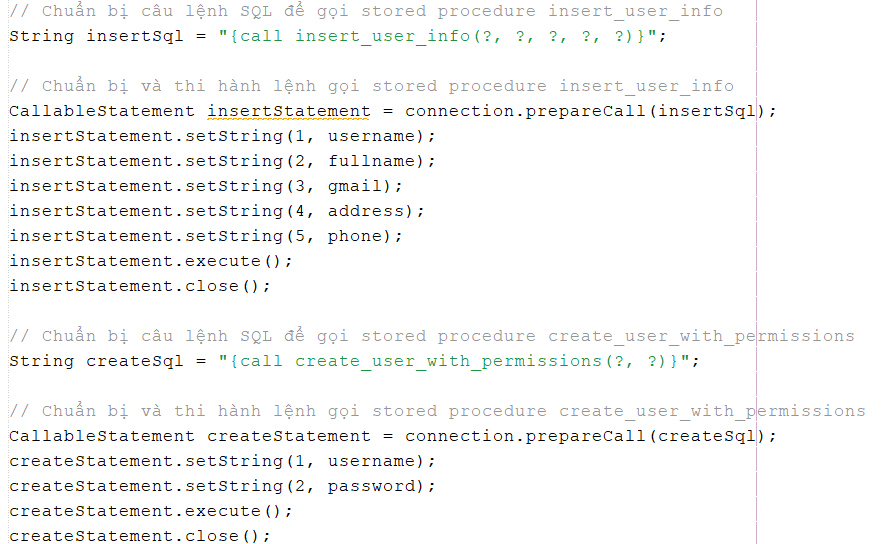 // Chuẩn bị câu lệnh SQL để gọi stored procedure insert_user_info
String insertSql = "{call insert_user_info(?, ?, ?, ?, ?)}";
// Chuẩn bị và thi hành lệnh gọi stored procedure insert_user_info
CallableStatement insertStatement = connection.prepareCall(insertSql);
insertStatement.setString(1, username);
insertStatement.setString(2, fullname);
insertStatement.setString(3, gmail);
insertStatement.setString(4, address);
insertStatement.setString(5, phone);
insertStatement.execute();
insertStatement.close();
// Chuẩn bị câu lệnh SQL để gọi stored procedure create_user_with_permissions
String createSql = "{call create_user_with_permissions(?, ?)}";
// Chuẩn bị và thi hành lệnh gọi stored procedure create_user_with_permissions
CallableStatement createStatement = connection.prepareCall(createSql);
createStatement.setString(1, username);
createStatement.setString(2, password);
createStatement.execute();
createStatement.close();